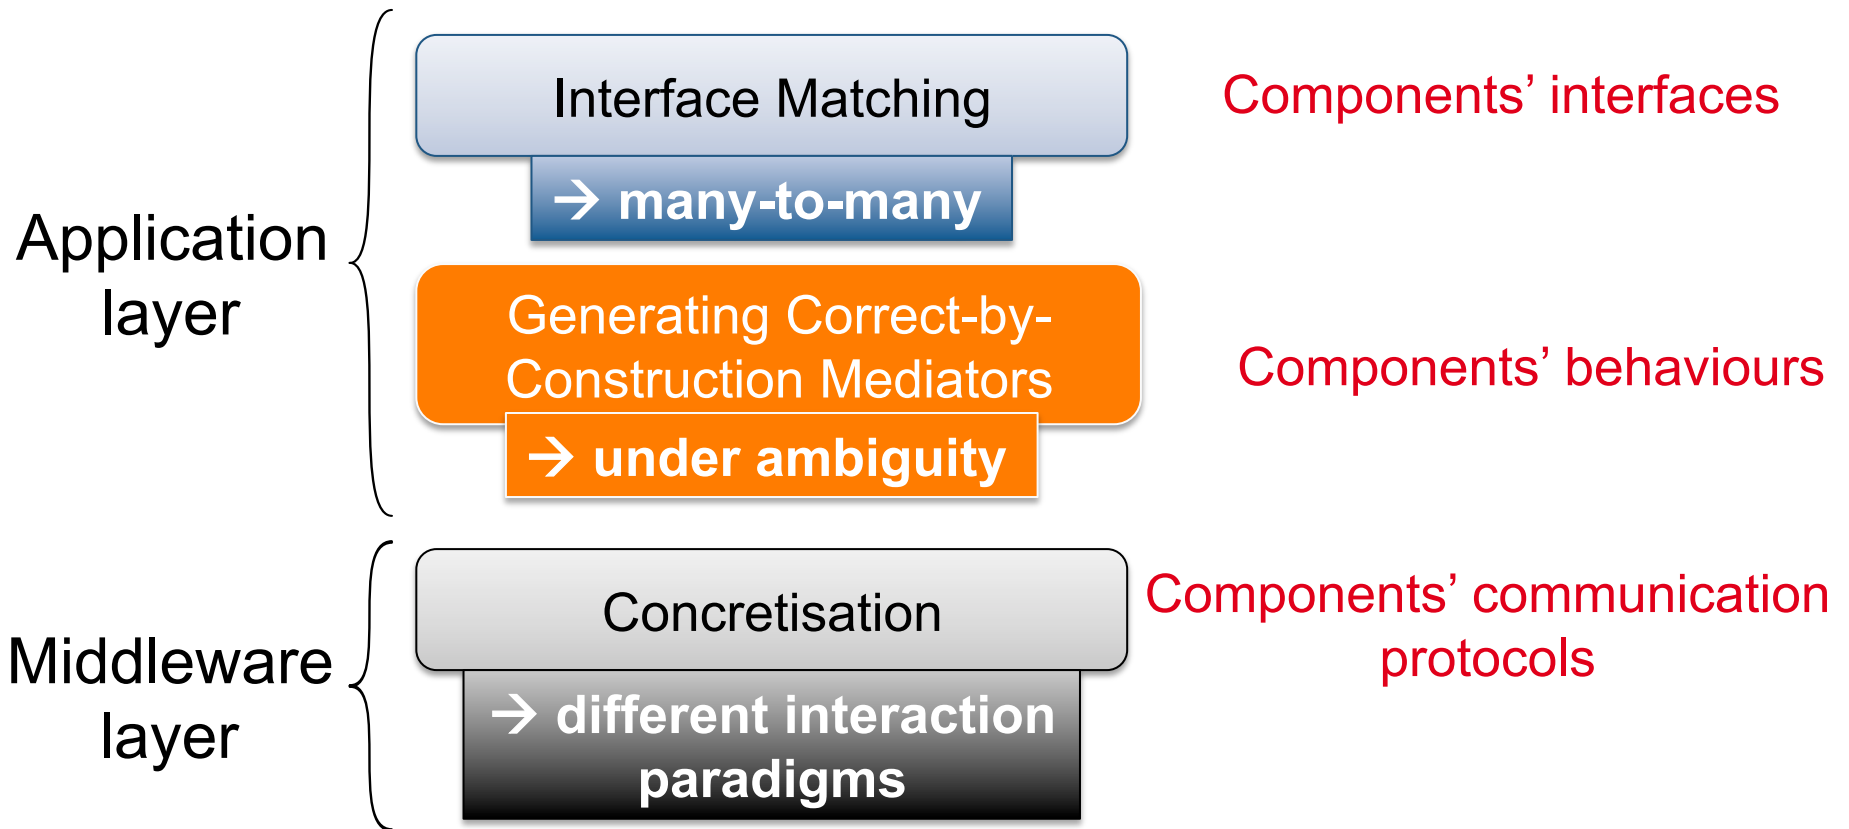 Interface Matching
Components’ interfaces
→ many-to-many
Application
layer
Generating Correct-by-
Construction Mediators
Components’ behaviours
→ under ambiguity
Concretisation
Components’ communication
protocols
Middleware
layer
→ different interaction
paradigms